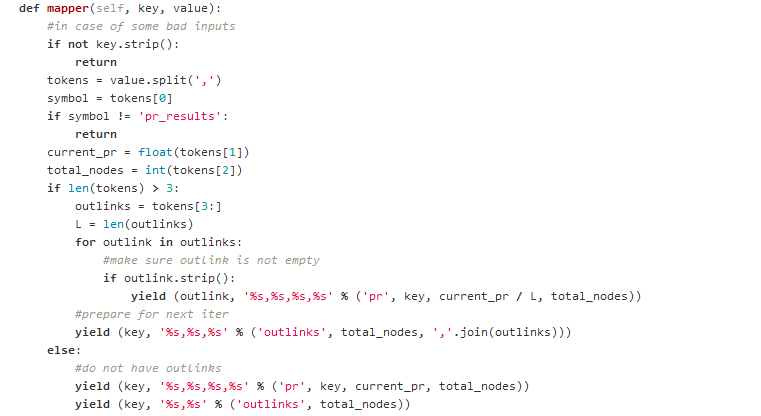 def mapper(self, key, value):
    #in case of some bad inputs
    if not key.strip():
        return
    tokens = value.split(',')
    symbol = tokens[0]
    if symbol != 'pr_results':
        return
    current_pr = float(tokens[1])
    total_nodes = int(tokens[2])
    if len(tokens) > 3:
        outlinks = tokens[3:]
        L = len(outlinks)
        for outlink in outlinks:
            #make sure outlink is not empty
            if outlink.strip():
                yield (outlink, '%s,%s,%s,%s' % ('pr', key, current_pr / L, total_nodes))
        #prepare for next iter
        yield (key, '%s,%s,%s' % ('outlinks', total_nodes, ','.join(outlinks)))
    else:
        #do not have outlinks
        yield (key, '%s,%s,%s,%s' % ('pr', key, current_pr, total_nodes))
        yield (key, '%s,%s' % ('outlinks', total_nodes))